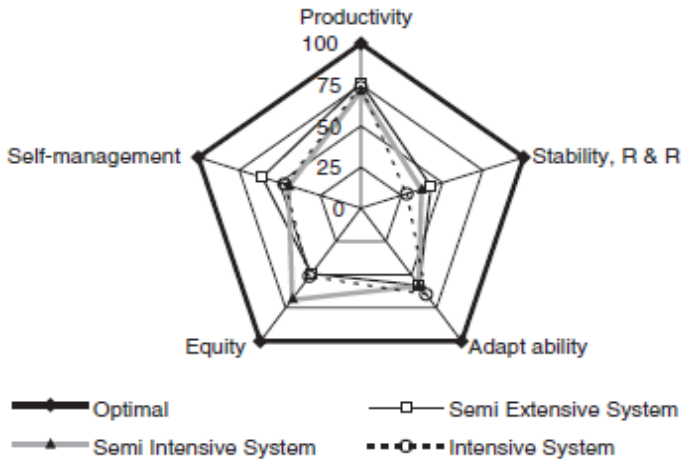 Productivity
100
75
50
25
0
Self-management
Stability, R & R
Equity
Adapt ability
Optimal
Semi Extensive System
Semi Intensive System
Intensive System